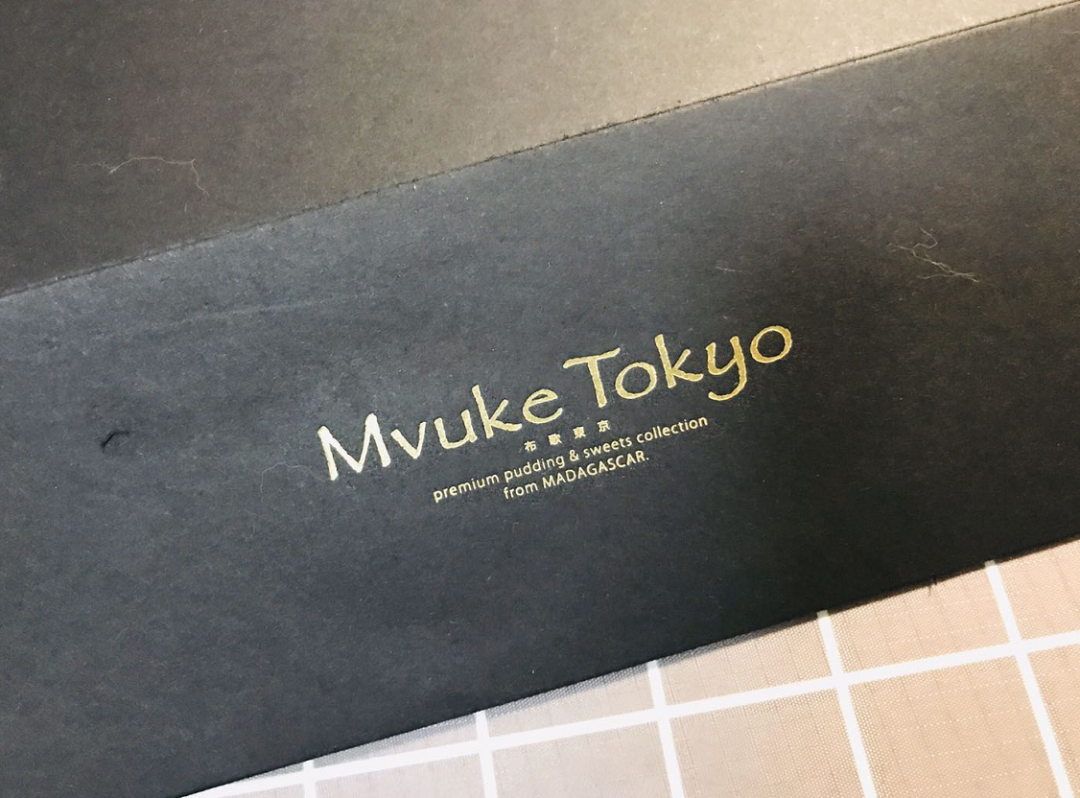 Mvuke Tokyo
布歌東京
premium pudding & sweets collection
from MADAGASCAR.